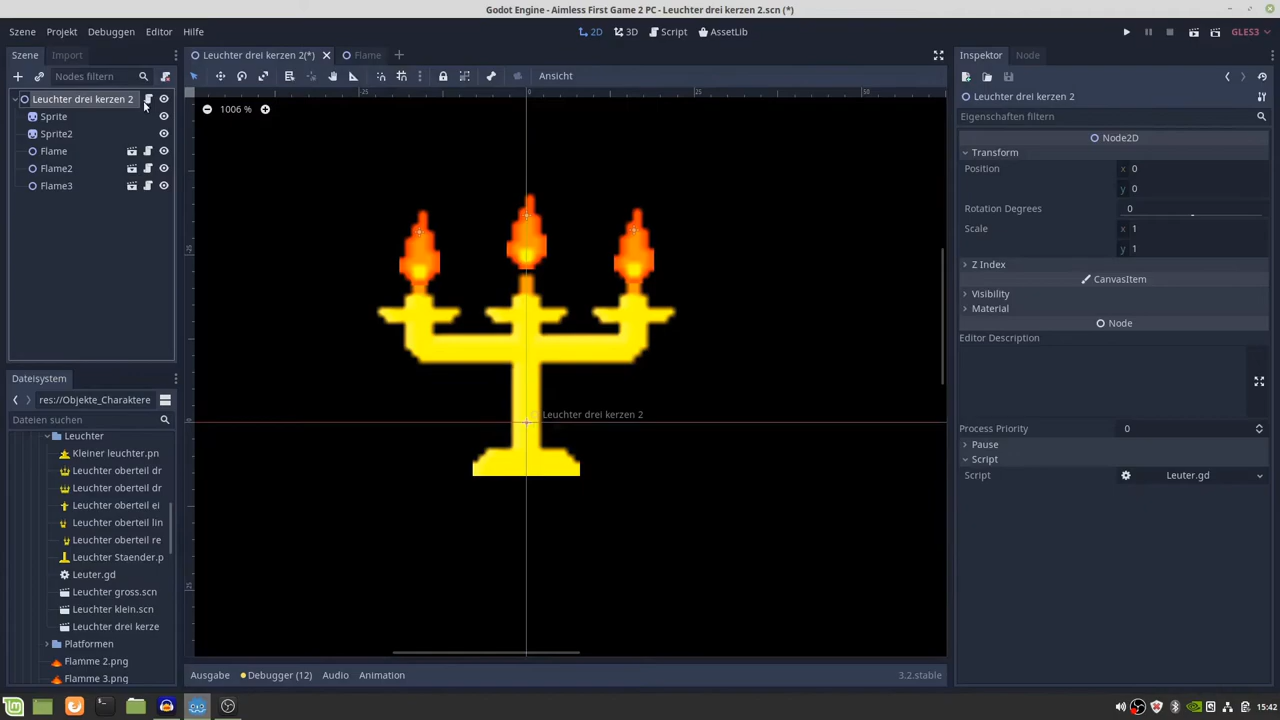 Godot Engine - Aimless First Game 2 PC - Leuchter drei kerzen 2.scn (*)
Szene Projekt Debuggen Editor Hilfe
2D 3D Script AssetLib
GLES3
Szene Import
Leuchter drei kerzen 2(*) Flame
Inspektor Node
Nodes filtern
Ansicht
Leuchter drei kerzen 2
Sprite
Sprite2
Flame
Flame2
Flame3
-25 0 25 50
1006 %
-25
0
25
Leuchter drei kerzen 2
Leuchter drei kerzen 2
Eigenschaften filtern
Node2D
Transform
Position x 0
y 0
Rotation Degrees 0
Scale x 1
y 1
Z Index
CanvasItem
Visibility
Material
Node
Editor Description
Process Priority 0
Pause
Script
Script Leuter.gd
Dateisystem
res://Objekte_Charaktere
Dateien suchen
Leuchter
Kleiner leuchter.pn
Leuchter oberteil dr
Leuchter oberteil dr
Leuchter oberteil ei
Leuchter oberteil lin
Leuchter oberteil re
Leuchter Staender.p
Leuter.gd
Leuchter gross.scn
Leuchter klein.scn
Leuchter drei kerze
Platformen
Flamme 2.png
Flamme 3.png
Ausgabe Debugger (12) Audio Animation 3.2.stable
15:42